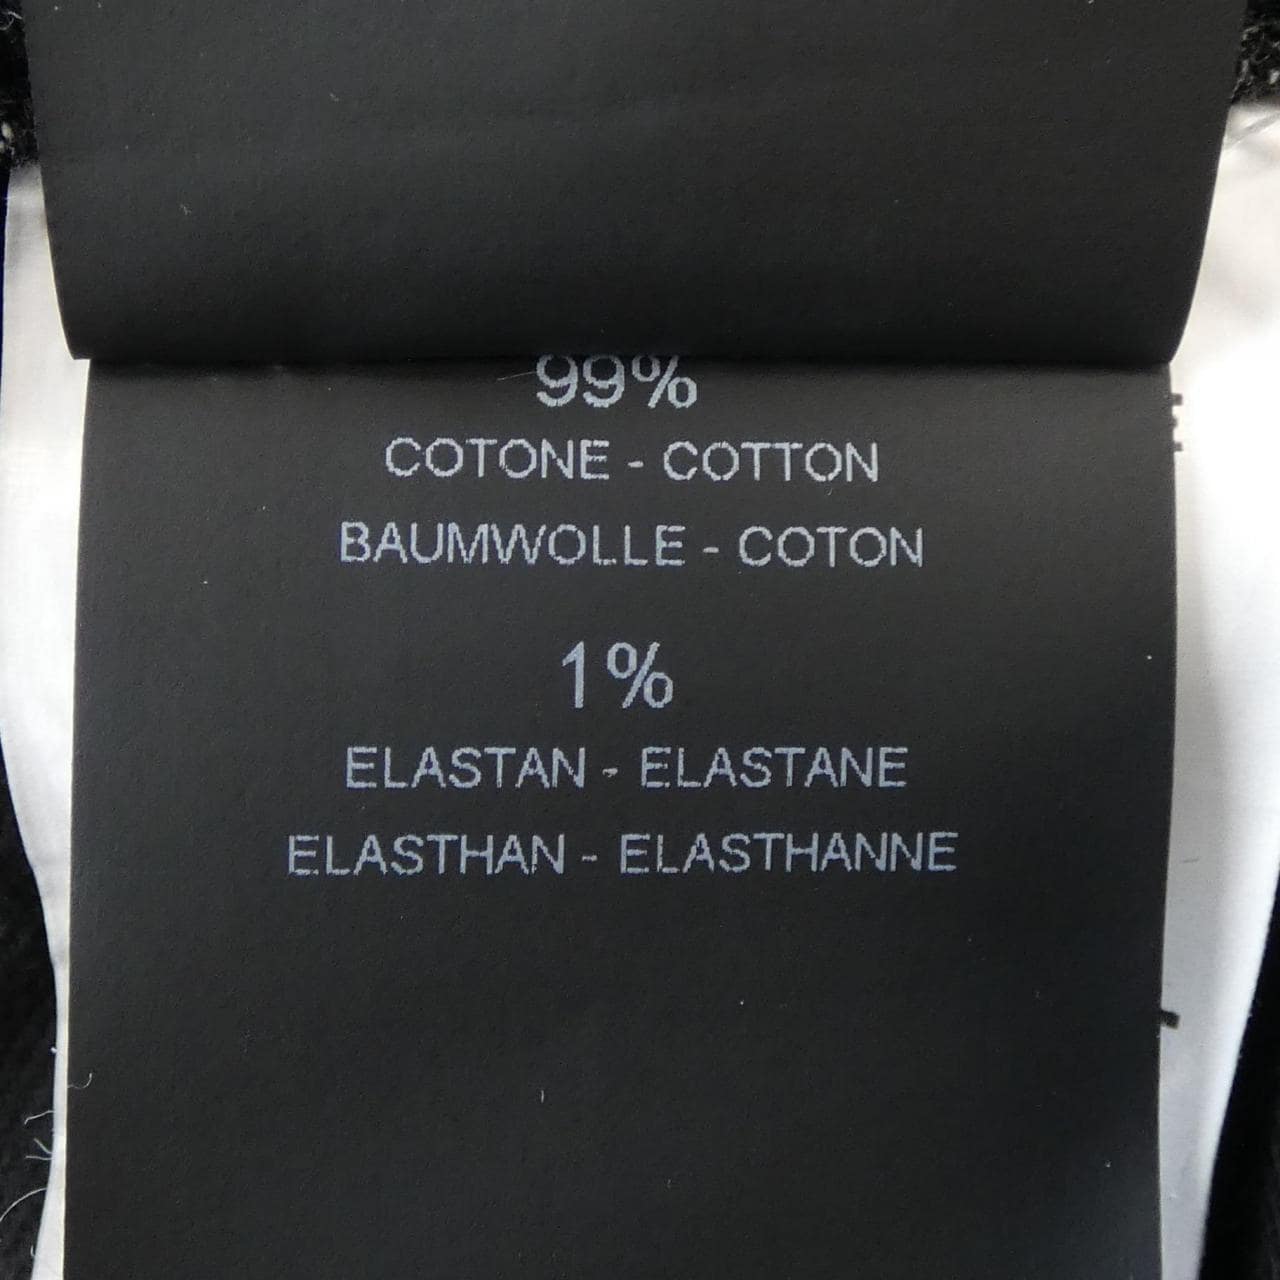 99%
COTONE - COTTON
BAUMWOLLE - COTON
1%
ELASTAN - ELASTANE
ELASTHAN - ELASTHANNE